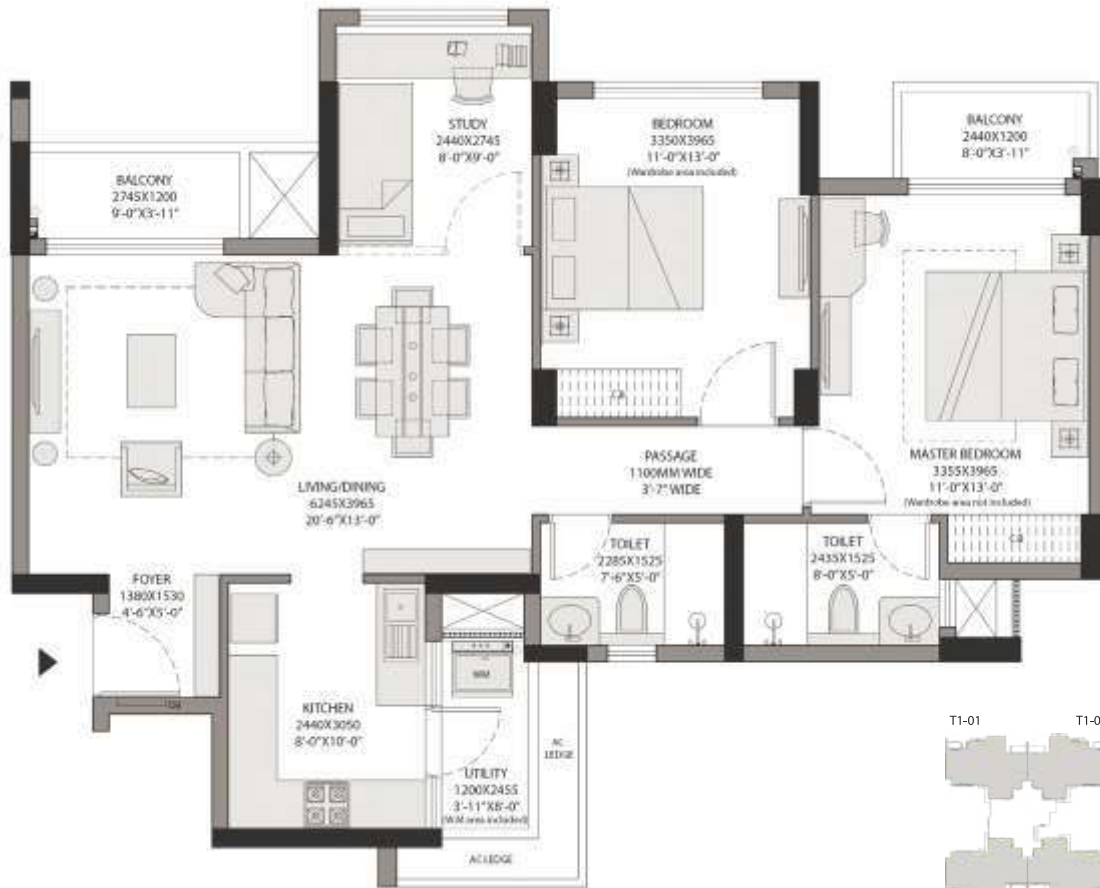 STUDY
2440X2745
8'-0"X9'-0"
BEDROOM
3350X3965
11'-0"X13'-0"
(Wardrobe area included)
BALCONY
2440X1200
8'-0"X3'-11"
BALCONY
2745X1200
9'-0"X3'-11"
CB
PASSAGE
1100MM WIDE
3'-7" WIDE
MASTER BEDROOM
3355X3965
11'-0"X13'-0"
(Wardrobe area not included)
LIVING/DINING
6245X3965
20'-6"X13'-0"
TOILET
2285X1525
7'-6"X5'-0"
TOILET
2435X1525
8'-0"X5'-0"
CB
FOYER
1380X1530
4'-6"X5'-0"
WM
KITCHEN
2440X3050
8'-0"X10'-0"
AC
LEDGE
UTILITY
1200X2455
3'-11"X8'-0"
(W.M area included)
AC LEDGE
T1-01